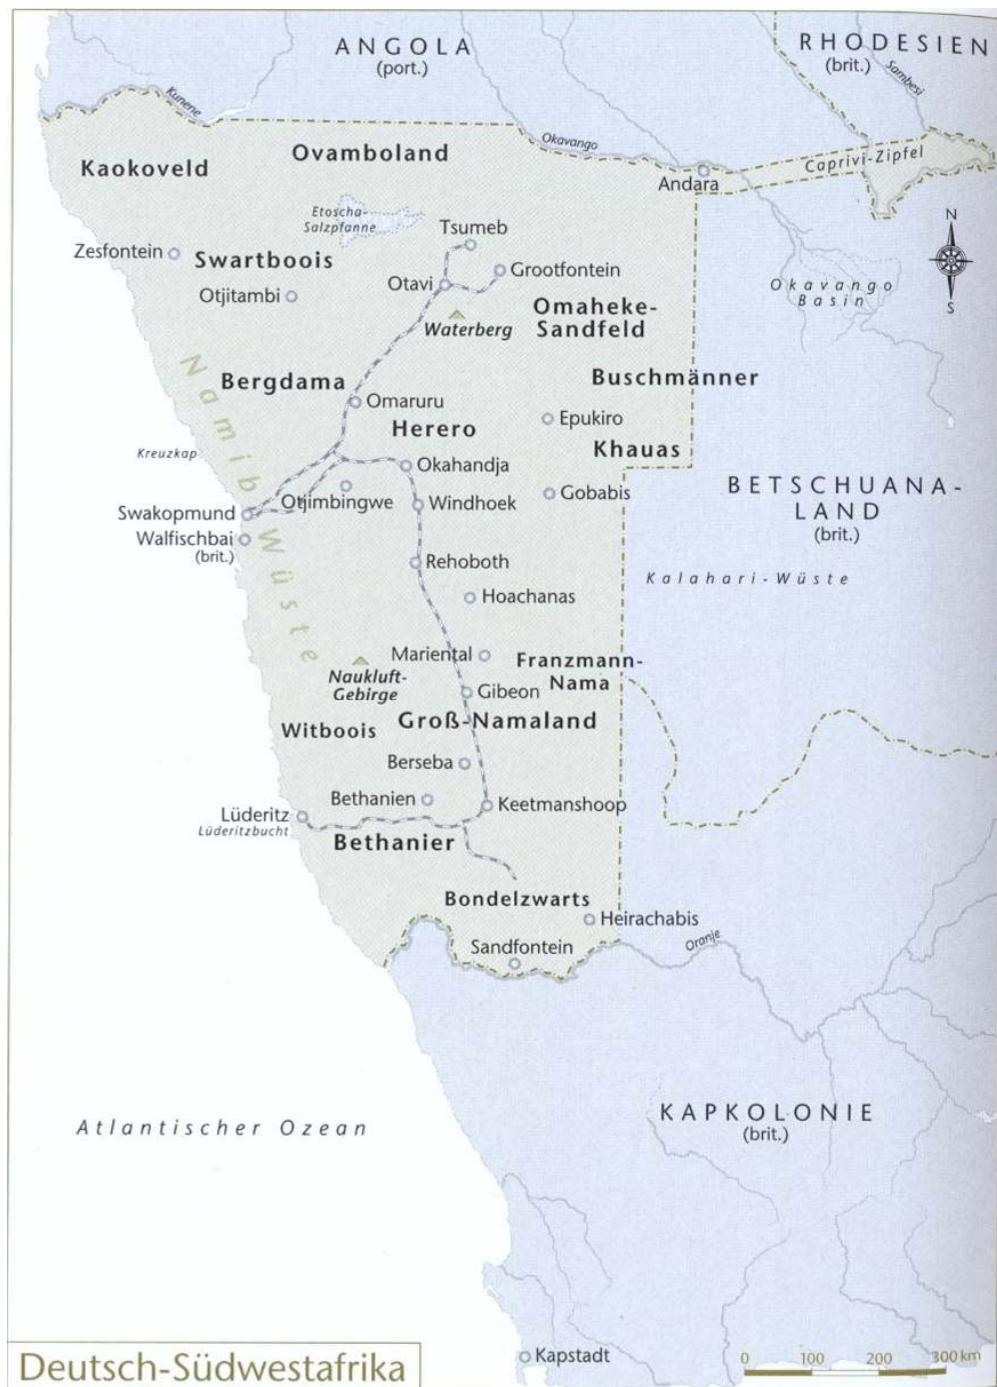 ANGOLA
(port.)
RHODESIEN
(brit.)
Sambesi
Kunene
Okavango
Caprivi-Zipfel
Kaokoveld
Ovamboland
Andara
Etoscha-
Salzpfanne
Tsumeb
N
S
Zesfontein
Swartboois
Otavi
Grootfontein
Otjitambi
Okavango
Basin
Omaheke-
Sandfeld
Waterberg
Namib Wüste
Bergdama
Buschmänner
Omaruru
Herero
Epukiro
Khauas
Kreuzkap
Okahandja
Otjimbingwe
Windhoek
Gobabis
BETSCHUANA-
LAND
(brit.)
Swakopmund
Walfischbai
(brit.)
Rehoboth
Kalahari-Wüste
Hoachanas
Mariental
Franzmann-
Nama
Naukluft-
Gebirge
Gibeon
Witboois
Groß-Namaland
Berseba
Bethanien
Keetmanshoop
Lüderitz
Lüderitzbucht
Bethanier
Bondelzwarts
Heirachabis
Sandfontein
Oranje
KAPKOLONIE
(brit.)
Atlantischer Ozean
Kapstadt
0 100 200 300 km
Deutsch-Südwestafrika